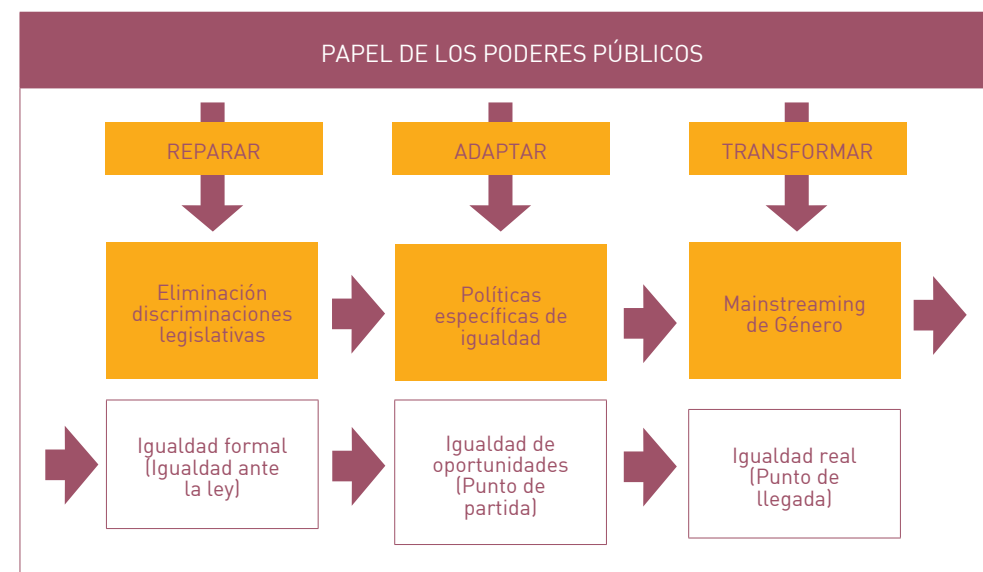 PAPEL DE LOS PODERES PÚBLICOS
REPARAR
ADAPTAR
TRANSFORMAR
Eliminación
discriminaciones
legislativas
Políticas
específicas de
igualdad
Mainstreaming
de Género
Igualdad formal
(Igualdad ante
la ley)
Igualdad de
oportunidades
(Punto de
partida)
Igualdad real
(Punto de
llegada)